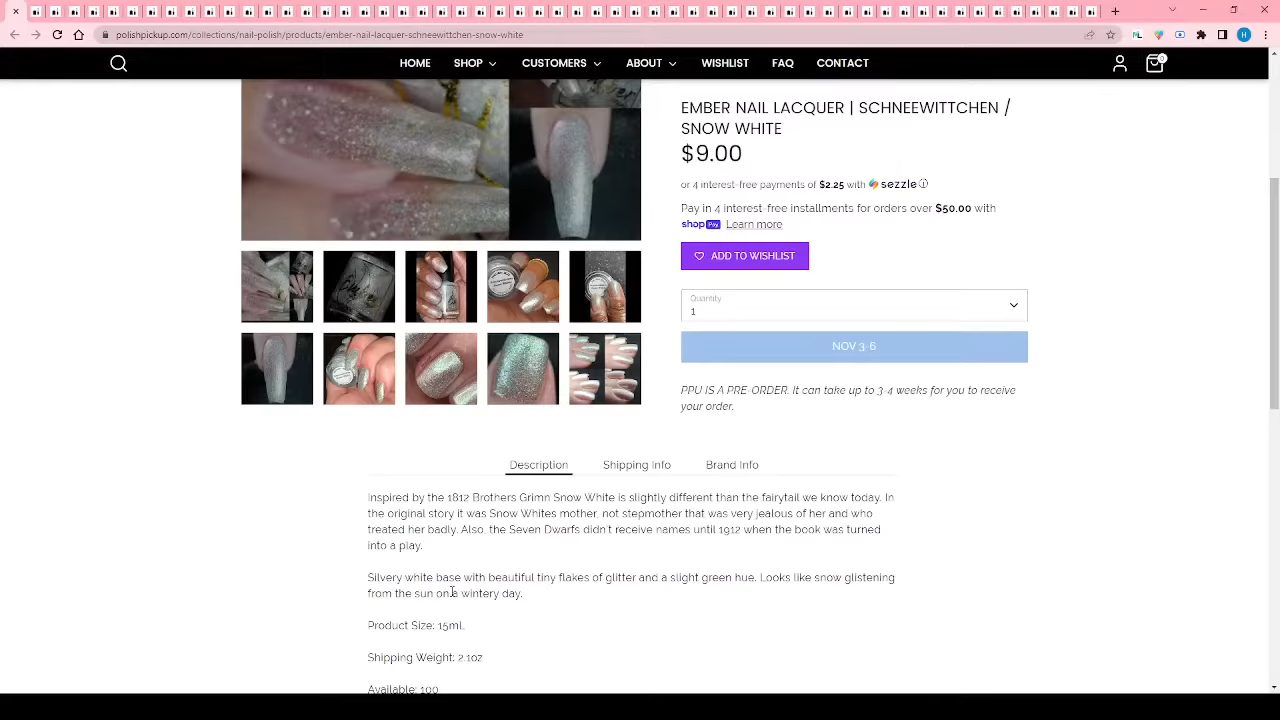 polishpickup.com/collections/nail-polish/products/ember-nail-lacquer-schneewittchen-snow-white
H
HOME SHOP CUSTOMERS ABOUT WISHLIST FAQ CONTACT
0
EMBER NAIL LACQUER | SCHNEEWITTCHEN /
SNOW WHITE
$9.00
or 4 interest-free payments of $2.25 with sezzle
Pay in 4 interest-free installments for orders over $50.00 with
shop Pay Learn more
ADD TO WISHLIST
Quantity
1
NOV 3-6
PPU IS A PRE-ORDER. It can take up to 3-4 weeks for you to receive
your order.
Description Shipping Info Brand Info
Inspired by the 1812 Brothers Grimn Snow White is slightly different than the fairytail we know today. In
the original story it was Snow Whites mother, not stepmother that was very jealous of her and who
treated her badly. Also, the Seven Dwarfs didn't receive names until 1912 when the book was turned
into a play.
Silvery white base with beautiful tiny flakes of glitter and a slight green hue. Looks like snow glistening
from the sun on a wintery day.
Product Size: 15mL
Shipping Weight: 2.1oz
Available: 100